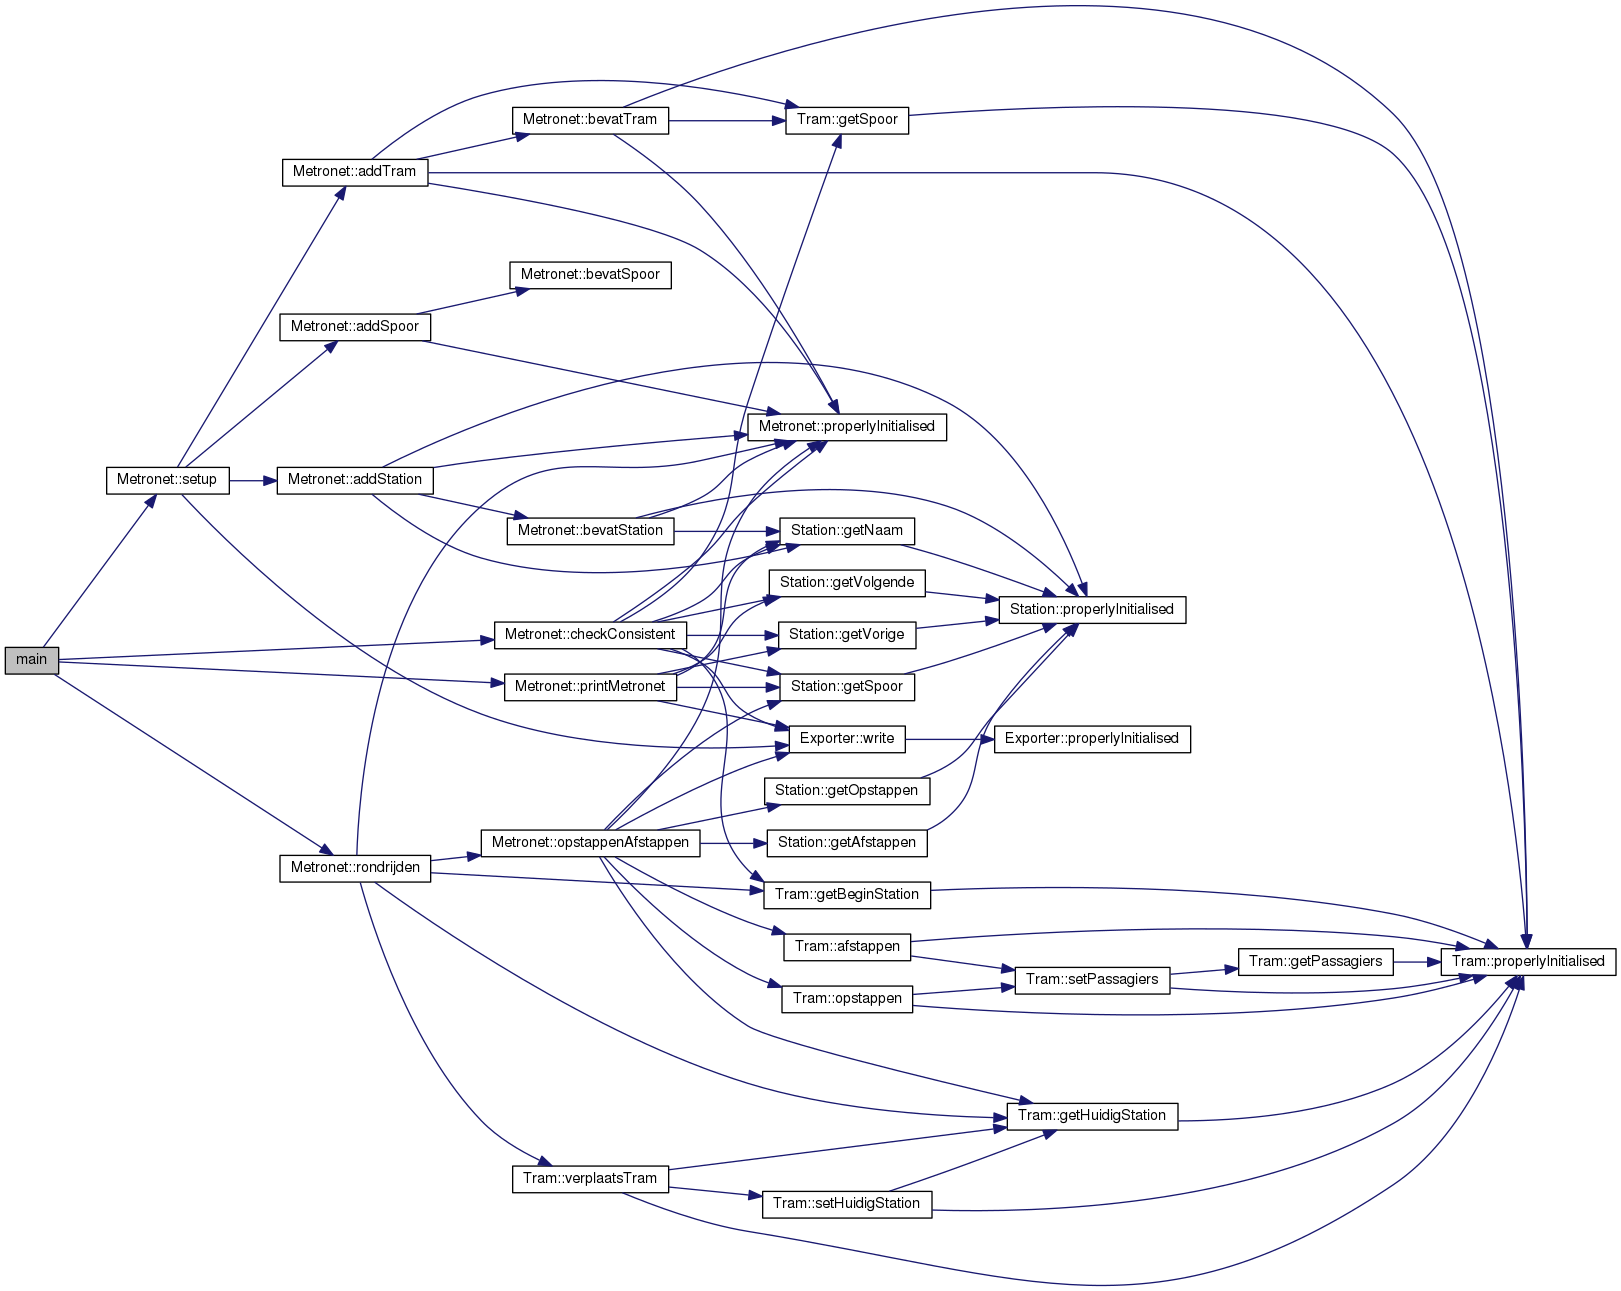 Metronet::bevatTram
Tram::getSpoor
Metronet::addTram
Metronet::bevatSpoor
Metronet::addSpoor
Metronet::properlyInitialised
Metronet::setup
Metronet::addStation
Metronet::bevatStation
Station::getNaam
Station::getVolgende
Station::properlyInitialised
Metronet::checkConsistent
Station::getVorige
main
Metronet::printMetronet
Station::getSpoor
Exporter::write
Exporter::properlyInitialised
Station::getOpstappen
Metronet::opstappenAfstappen
Station::getAfstappen
Metronet::rondrijden
Tram::getBeginStation
Tram::afstappen
Tram::getPassagiers
Tram::properlyInitialised
Tram::setPassagiers
Tram::opstappen
Tram::getHuidigStation
Tram::verplaatsTram
Tram::setHuidigStation